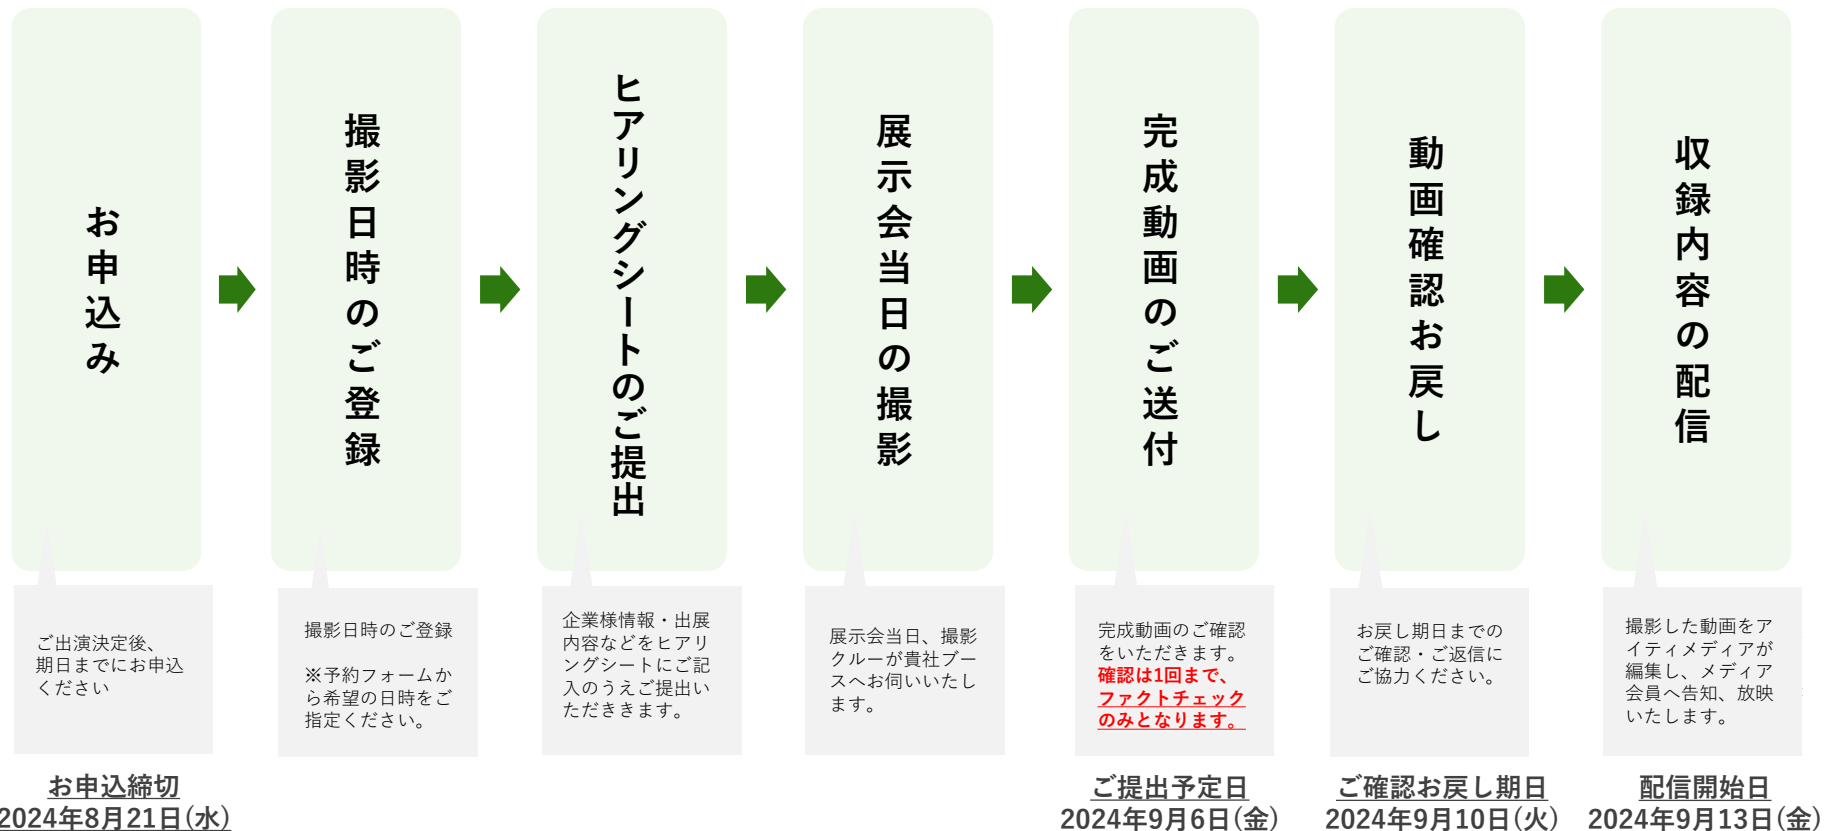 お申込み
撮影日時のご登録
ヒアリングシートのご提出
展示会当日の撮影
完成動画のご送付
動画確認お戻し
収録内容の配信
ご出演決定後、
期日までにお申込
ください
撮影日時のご登録
※予約フォームか
ら希望の日時をご
指定ください。
企業様情報・出展
内容などをヒアリ
ングシートにご記
入のうえご提出い
ただききます。
展示会当日、撮影
クルーが貴社ブー
スへお伺いいたし
ます。
完成動画のご確認
をいただきます。
確認は1回まで、
ファクトチェック
のみとなります。
お戻し期日までの
ご確認・ご返信に
ご協力ください。
撮影した動画をア
イティメディアが
編集し、メディア
会員へ告知、放映
いたします。
お申込締切
2024年8月21日(水)
ご提出予定日
2024年9月6日(金)
ご確認お戻し期日
2024年9月10日(火)
配信開始日
2024年9月13日(金)